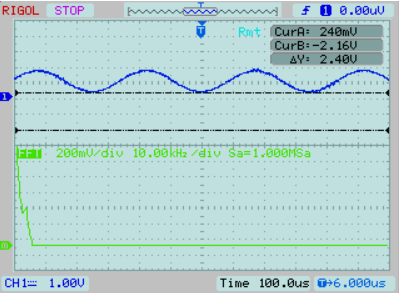 RIGOL STOP T f 1 0.00uV
T Rmt CurA= 240mV
CurB=-2.16V
ΔY= 2.40V
1
FFT 200mV/div 10.00kHz/div Sa=1.000MSa
CH1 1.00V Time 100.0us T→6.000us